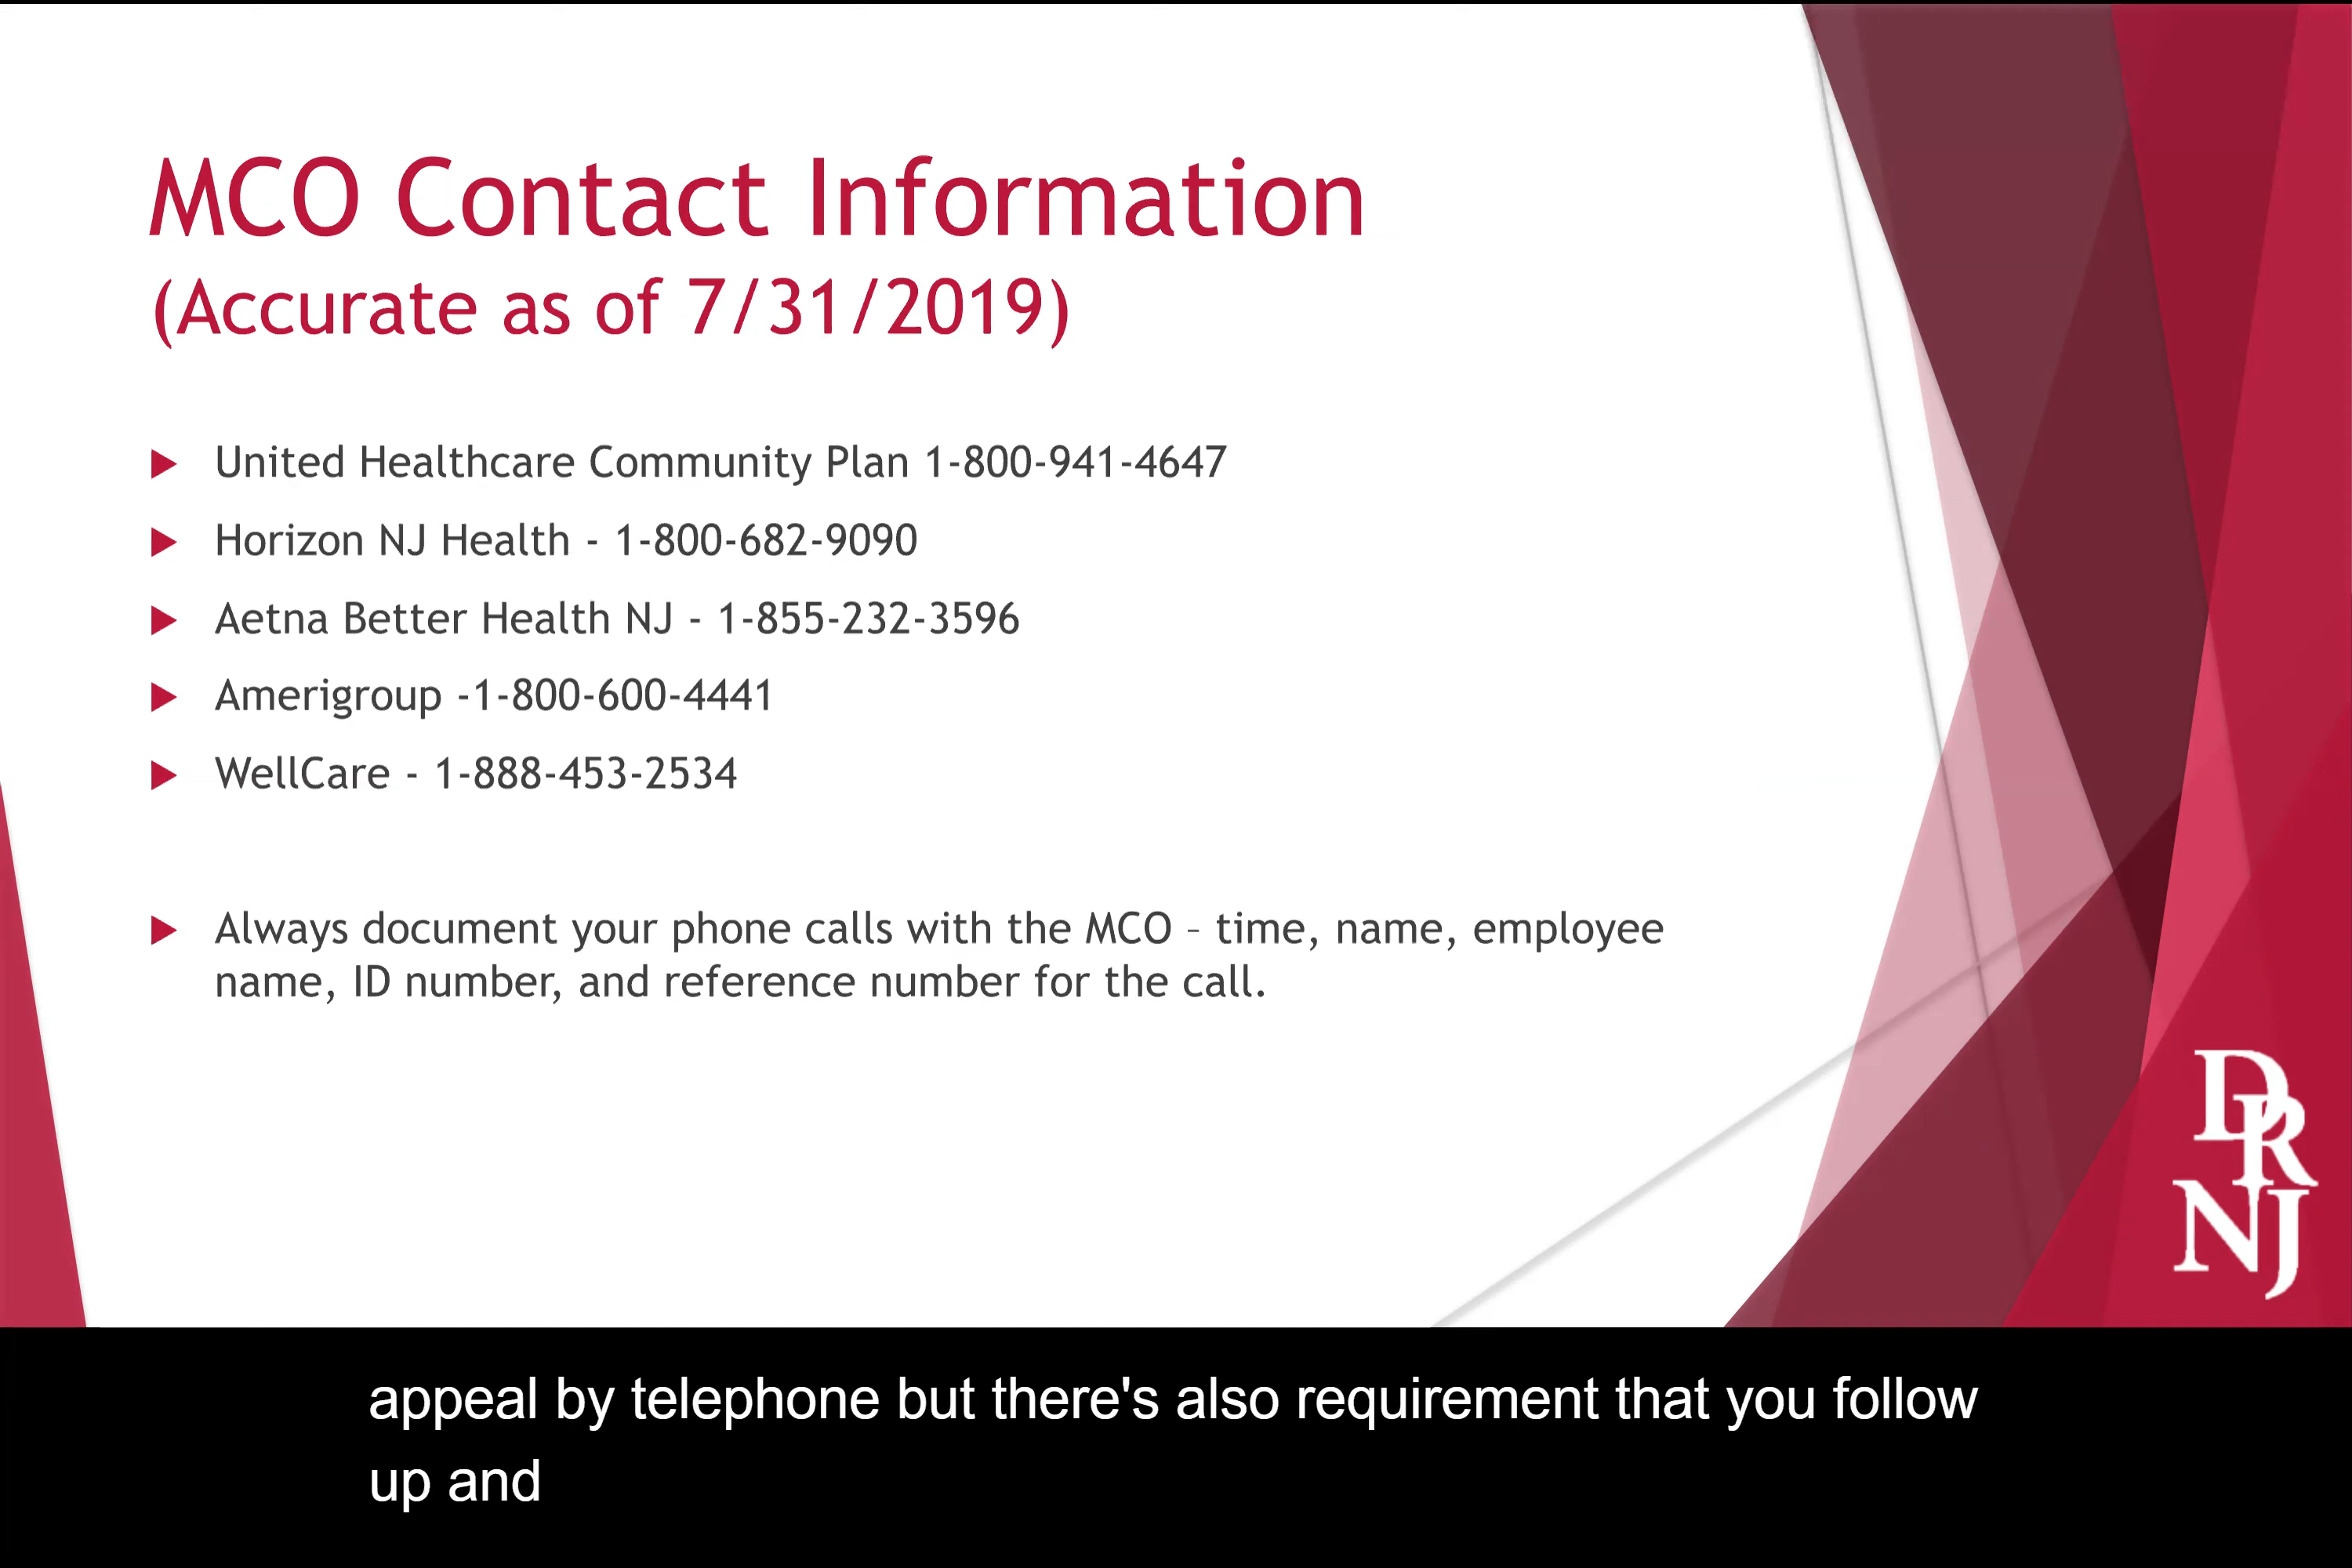 MCO Contact Information
(Accurate as of 7/31/2019)
United Healthcare Community Plan 1-800-941-4647
Horizon NJ Health - 1-800-682-9090
Aetna Better Health NJ - 1-855-232-3596
Amerigroup -1-800-600-4441
WellCare - 1-888-453-2534
Always document your phone calls with the MCO – time, name, employee
name, ID number, and reference number for the call.
DR
NJ
appeal by telephone but there's also requirement that you follow
up and